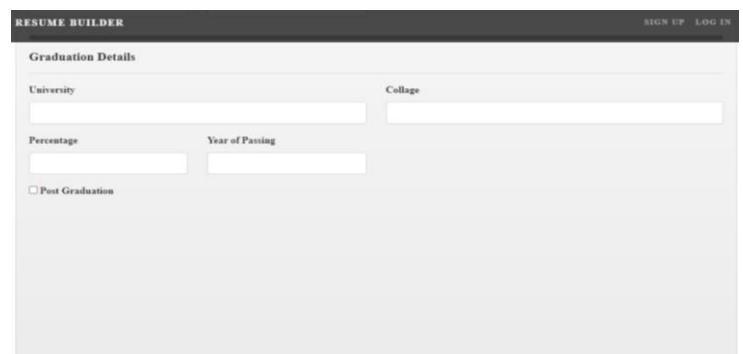 RESUME BUILDER SIGN UP LOG IN
Graduation Details
University Collage
Percentage Year of Passing
Post Graduation